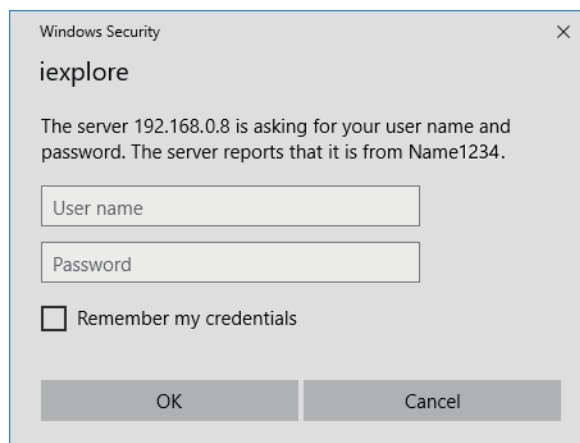 Windows Security
iexplore
The server 192.168.0.8 is asking for your user name and
password. The server reports that it is from Name1234.
User name
Password
Remember my credentials
OK
Cancel